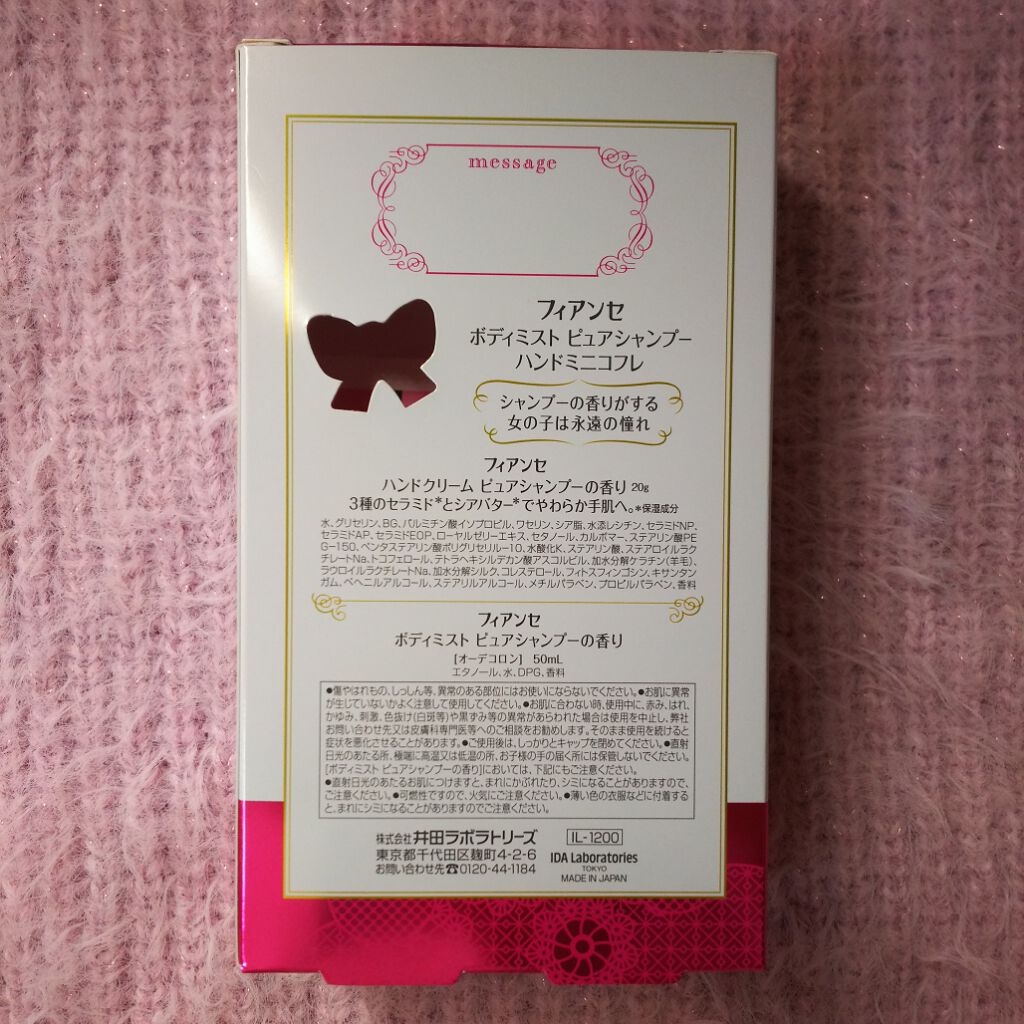 message
フィアンセ
ボディミスト ピュアシャンプー
ハンドミニコフレ
シャンプーの香りがする
女の子は永遠の憧れ
フィアンセ
ハンドクリーム ピュアシャンプーの香り 20g
3種のセラミド*とシアバター*でやわらか手肌へ。*保湿成分
水、グリセリン、BG、パルミチン酸イソプロピル、ワセリン、シア脂、水添レシチン、セラミドNP、
セラミドAP、セラミドEOP、ローヤルゼリーエキス、セタノール、カルボマー、ステアリン酸PE
G-150、ペンタステアリン酸ポリグリセリル-10、水酸化K、ステアリン酸、ステアロイルラク
チレートNa、トコフェロール、テトラヘキシルデカン酸アスコルビル、加水分解ケラチン(羊毛)、
ラウロイルラクチレートNa、加水分解シルク、コレステロール、フィトスフィンゴシン、キサンタン
ガム、ベヘニルアルコール、ステアリルアルコール、メチルパラベン、プロピルパラベン、香料
フィアンセ
ボディミスト ピュアシャンプーの香り
[オーデコロン] 50mL
エタノール、水、DPG、香料
●傷やはれもの、しっしん等、異常のある部位にはお使いにならないでください。●お肌に異常
が生じていないかよく注意して使用してください。●お肌に合わない時、使用中に、赤み、はれ、
かゆみ、刺激、色抜け(白斑等)や黒ずみ等の異常があらわれた場合は使用を中止し、弊社
お問い合わせ先又は皮膚科専門医等へのご相談をお勧めします。そのまま使用を続けると
症状を悪化させることがあります。●ご使用後は、しっかりとキャップを閉めてください。●直射
日光のあたる所、極端に高温又は低温の所、お子様の手の届く所には保管しないでください。
[ボディミスト ピュアシャンプーの香り]においては、下記にもご注意ください。
●直射日光のあたるお肌につけますと、まれにかぶれたり、シミになることがありますので、
ご注意ください。●可燃性ですので、火気にご注意ください。●薄い色の衣服などに付着する
と、まれにシミになることがありますのでご注意ください。
株式会社 井田ラボラトリーズ
東京都千代田区麹町4-2-6
お問い合わせ先☎0120-44-1184
IL-1200
IDA Laboratories
TOKYO
MADE IN JAPAN